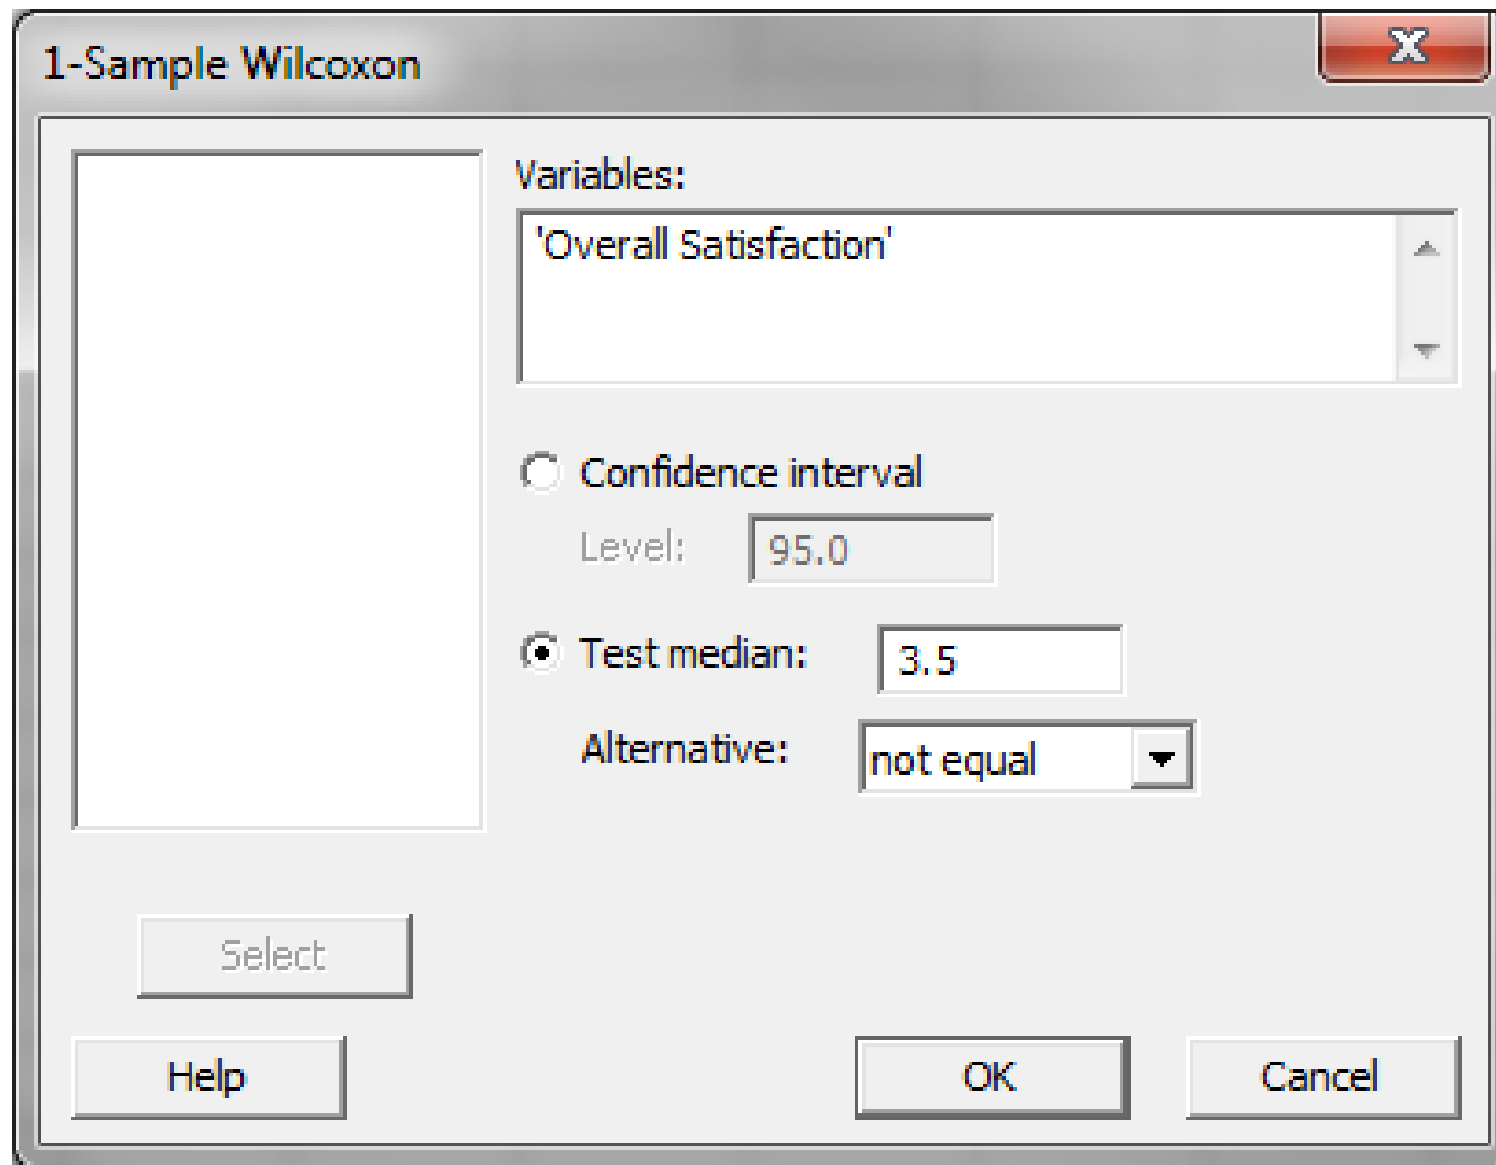 1-Sample Wilcoxon
Variables:
'Overall Satisfaction'
Confidence interval
Level: 95.0
Test median: 3.5
Alternative: not equal
Select
Help OK Cancel